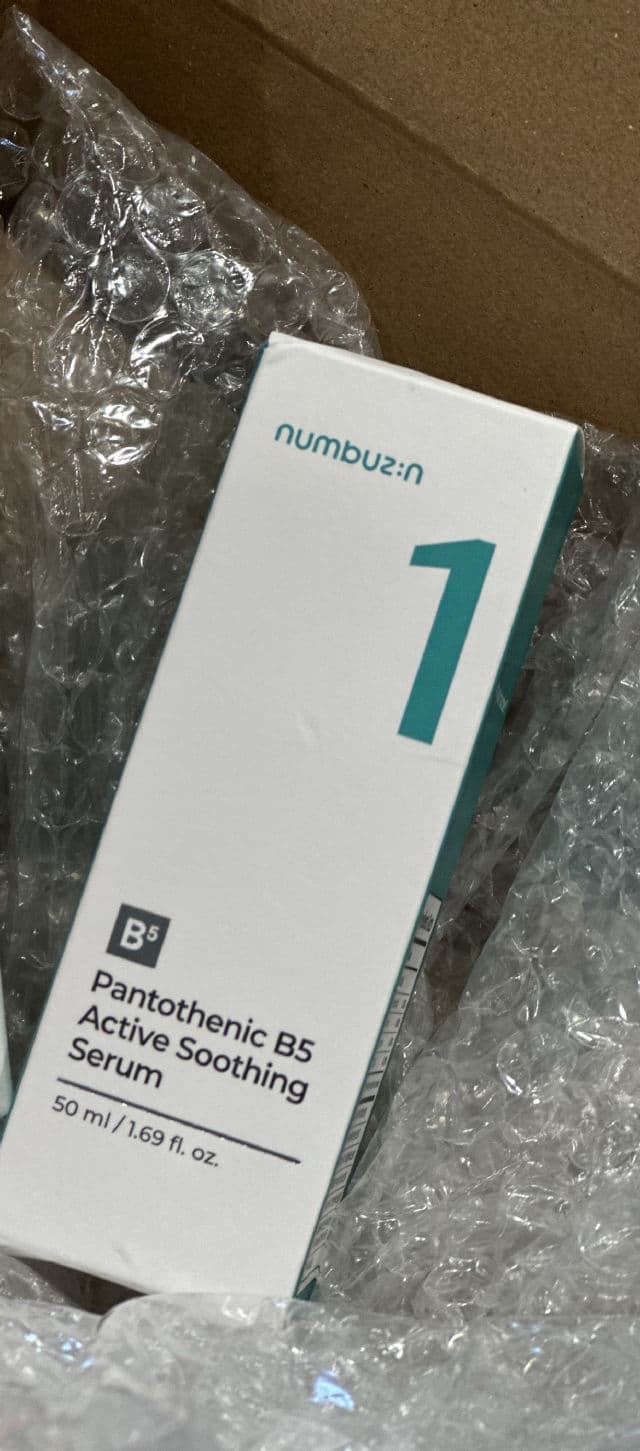 numbuz:n
1
B5
Pantothenic B5
Active Soothing
Serum
50 ml / 1.69 fl. oz.